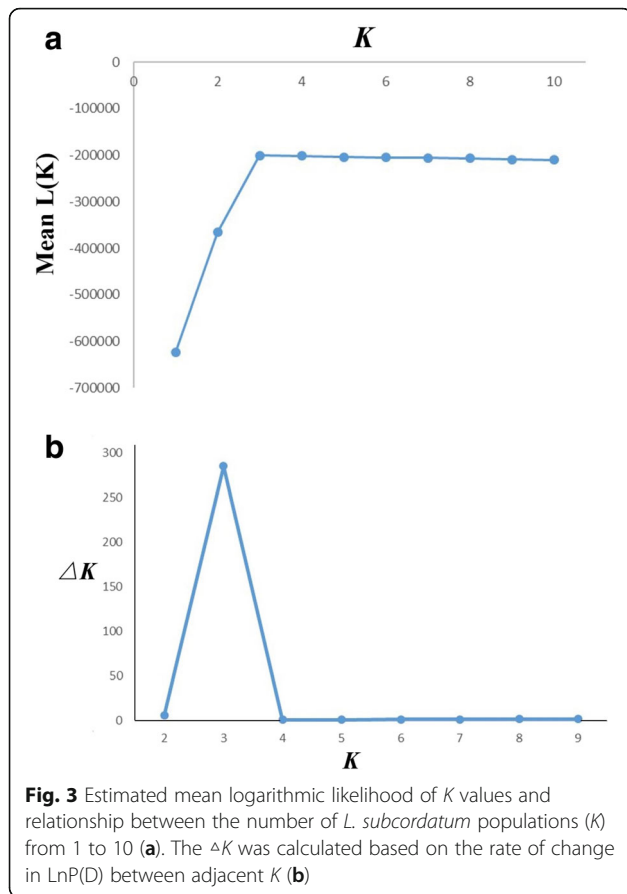 a
K
0
0 2 4 6 8 10
-100000
-200000
-300000
-400000
-500000
-600000
-700000
Mean L(K)
b
300
250
200
150
100
50
0
△K
2 3 4 5 6 7 8 9
K
Fig. 3 Estimated mean logarithmic likelihood of K values and
relationship between the number of L. subcordatum populations (K)
from 1 to 10 (a). The △K was calculated based on the rate of change
in LnP(D) between adjacent K (b)